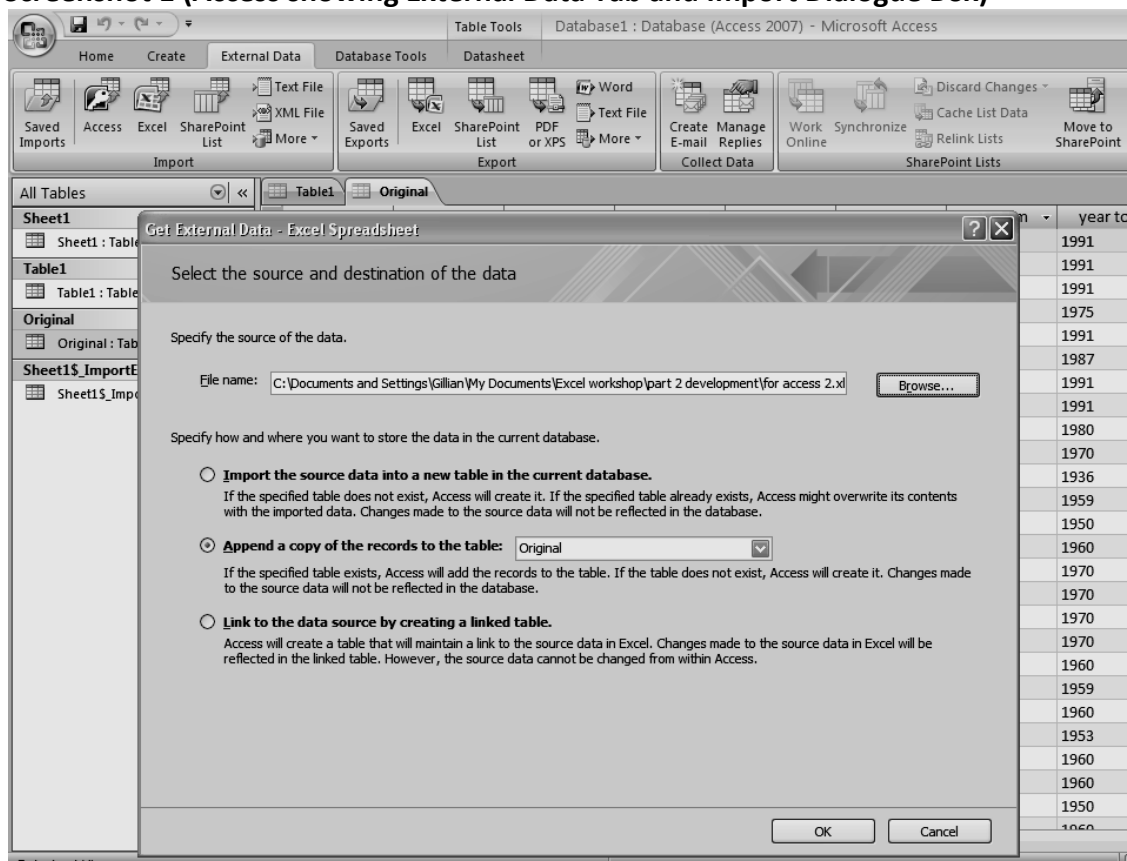 Screenshot 1 (Access showing External Data Tab and Import Dialogue Box)
Table Tools Database1 : Database (Access 2007) - Microsoft Access
Home Create External Data Database Tools Datasheet
Saved Imports
Access
Excel
SharePoint List
Text File
XML File
More
Import
Saved Exports
Excel
SharePoint List
PDF or XPS
Word
Text File
More
Export
Create E-mail
Manage Replies
Collect Data
Work Online
Synchronize
Discard Changes
Cache List Data
Relink Lists
Move to SharePoint
SharePoint Lists
All Tables «
Table1 Original
Sheet1
Sheet1 : Table
Table1
Table1 : Table
Original
Original : Tab
Sheet1$_ImportE
Sheet1$_Impo
Get External Data - Excel Spreadsheet
Select the source and destination of the data
Specify the source of the data.
File name: C:\Documents and Settings\Gillian\My Documents\Excel workshop\part 2 development\for access 2.xl Browse...
Specify how and where you want to store the data in the current database.
Import the source data into a new table in the current database.
If the specified table does not exist, Access will create it. If the specified table already exists, Access might overwrite its contents
with the imported data. Changes made to the source data will not be reflected in the database.
Append a copy of the records to the table: Original
If the specified table exists, Access will add the records to the table. If the table does not exist, Access will create it. Changes made
to the source data will not be reflected in the database.
Link to the data source by creating a linked table.
Access will create a table that will maintain a link to the source data in Excel. Changes made to the source data in Excel will be
reflected in the linked table. However, the source data cannot be changed from within Access.
OK Cancel
m year to
1991
1991
1991
1975
1991
1987
1991
1991
1980
1970
1936
1959
1950
1960
1970
1970
1970
1970
1960
1959
1960
1953
1960
1960
1950
1960